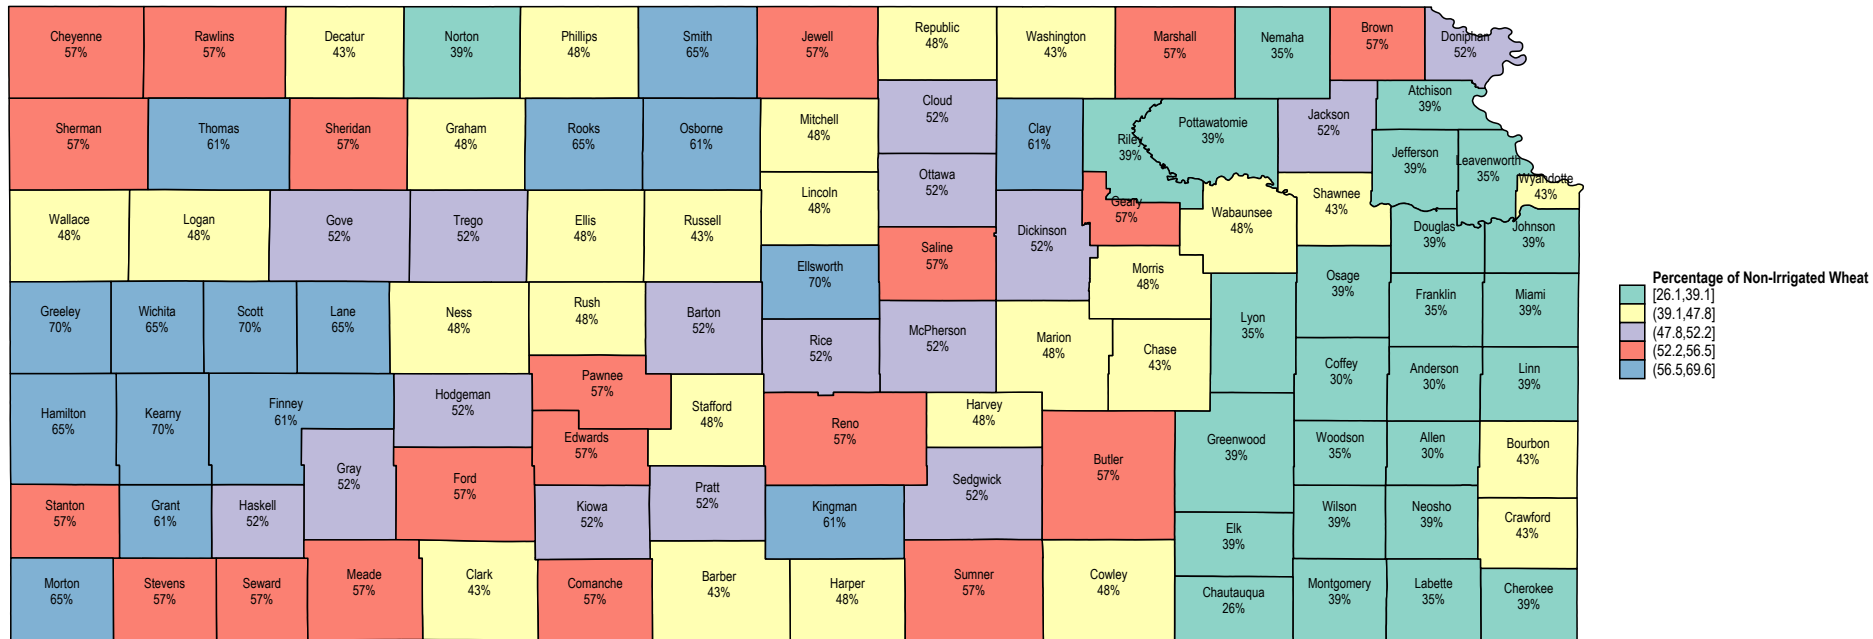 Cheyenne
57%
Rawlins
57%
Decatur
43%
Norton
39%
Phillips
48%
Smith
65%
Jewell
57%
Republic
48%
Washington
43%
Marshall
57%
Nemaha
35%
Brown
57%
Doniphan
52%
Sherman
57%
Thomas
61%
Sheridan
57%
Graham
48%
Rooks
65%
Osborne
61%
Mitchell
48%
Cloud
52%
Clay
61%
Riley
39%
Pottawatomie
39%
Jackson
52%
Atchison
39%
Jefferson
39%
Leavenworth
35%
Wyandotte
43%
Wallace
48%
Logan
48%
Gove
52%
Trego
52%
Ellis
48%
Russell
43%
Lincoln
48%
Ottawa
52%
Saline
57%
Dickinson
52%
Geary
57%
Wabaunsee
48%
Shawnee
43%
Douglas
39%
Johnson
39%
Ellsworth
70%
Morris
48%
Osage
39%
Franklin
35%
Miami
39%
Greeley
70%
Wichita
65%
Scott
70%
Lane
65%
Ness
48%
Rush
48%
Barton
52%
Rice
52%
McPherson
52%
Marion
48%
Chase
43%
Lyon
35%
Coffey
30%
Anderson
30%
Linn
39%
Hamilton
65%
Kearny
70%
Finney
61%
Hodgeman
52%
Pawnee
57%
Stafford
48%
Reno
57%
Harvey
48%
Edwards
57%
Gray
52%
Ford
57%
Butler
57%
Greenwood
39%
Woodson
35%
Allen
30%
Bourbon
43%
Stanton
57%
Grant
61%
Haskell
52%
Kiowa
52%
Pratt
52%
Kingman
61%
Sedgwick
52%
Elk
39%
Wilson
39%
Neosho
39%
Crawford
43%
Morton
65%
Stevens
57%
Seward
57%
Meade
57%
Clark
43%
Comanche
57%
Barber
43%
Harper
48%
Sumner
57%
Cowley
48%
Chautauqua
26%
Montgomery
39%
Labette
35%
Cherokee
39%
Percentage of Non-Irrigated Wheat
[26.1,39.1]
(39.1,47.8]
(47.8,52.2]
(52.2,56.5]
(56.5,69.6]